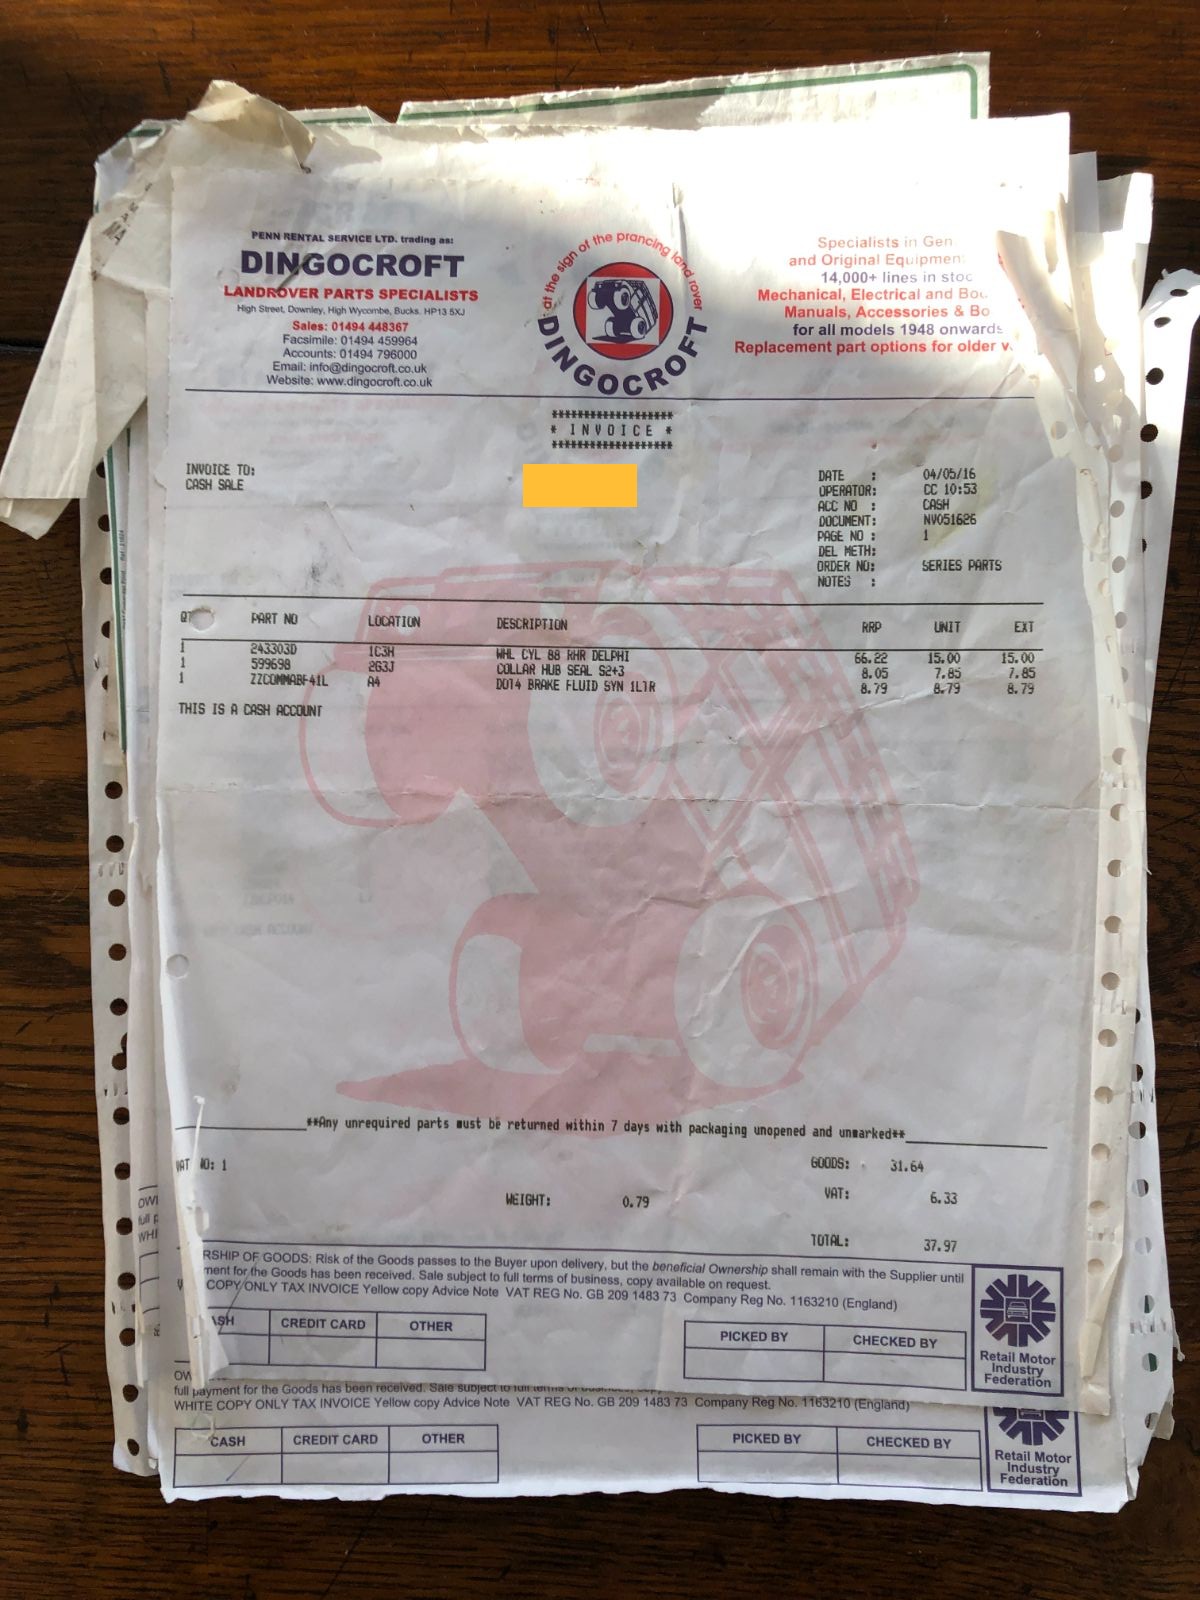 PENN RENTAL SERVICE LTD. trading as:
DINGOCROFT
LANDROVER PARTS SPECIALISTS
High Street, Downley, High Wycombe, Bucks. HP13 5XJ
Sales: 01494 448367
Facsimile: 01494 459964
Accounts: 01494 796000
Email: info@dingocroft.co.uk
Website: www.dingocroft.co.uk
at the sign of the prancing land rover
DINGOCROFT
Specialists in Gen
and Original Equipmen
14,000+ lines in stoc
Mechanical, Electrical and Bo
Manuals, Accessories & Bo
for all models 1948 onwards
Replacement part options for older v
********************
* INVOICE *
********************
INVOICE TO:
CASH SALE
DATE : 04/05/16
OPERATOR: CC 10:53
ACC NO : CASH
DOCUMENT: NV051626
PAGE NO : 1
DEL METH:
ORDER NO: SERIES PARTS
NOTES :
QT PART NO LOCATION DESCRIPTION RRP UNIT EXT
1 243303D 1C3H WHL CYL 88 RHR DELPHI 66.22 15.00 15.00
1 599698 2G3J COLLAR HUB SEAL S2+3 8.05 7.85 7.85
1 ZZCOMMABF41L A4 DOT4 BRAKE FLUID SYN 1LTR 8.79 8.79 8.79
THIS IS A CASH ACCOUNT
**Any unrequired parts must be returned within 7 days with packaging unopened and unmarked**
VAT NO: 1
GOODS: 31.64
WEIGHT: 0.79
VAT: 6.33
TOTAL: 37.97
RSHIP OF GOODS: Risk of the Goods passes to the Buyer upon delivery, but the beneficial Ownership shall remain with the Supplier until
ment for the Goods has been received. Sale subject to full terms of business, copy available on request.
COPY ONLY TAX INVOICE Yellow copy Advice Note VAT REG No. GB 209 1483 73 Company Reg No. 1163210 (England)
ASH CREDIT CARD OTHER
PICKED BY CHECKED BY
Retail Motor
Industry
Federation
full payment for the Goods has been received. Sale subject to full terms of
WHITE COPY ONLY TAX INVOICE Yellow copy Advice Note VAT REG No. GB 209 1483 73 Company Reg No. 1163210 (England)
CASH CREDIT CARD OTHER
PICKED BY CHECKED BY
Retail Motor
Industry
Federation